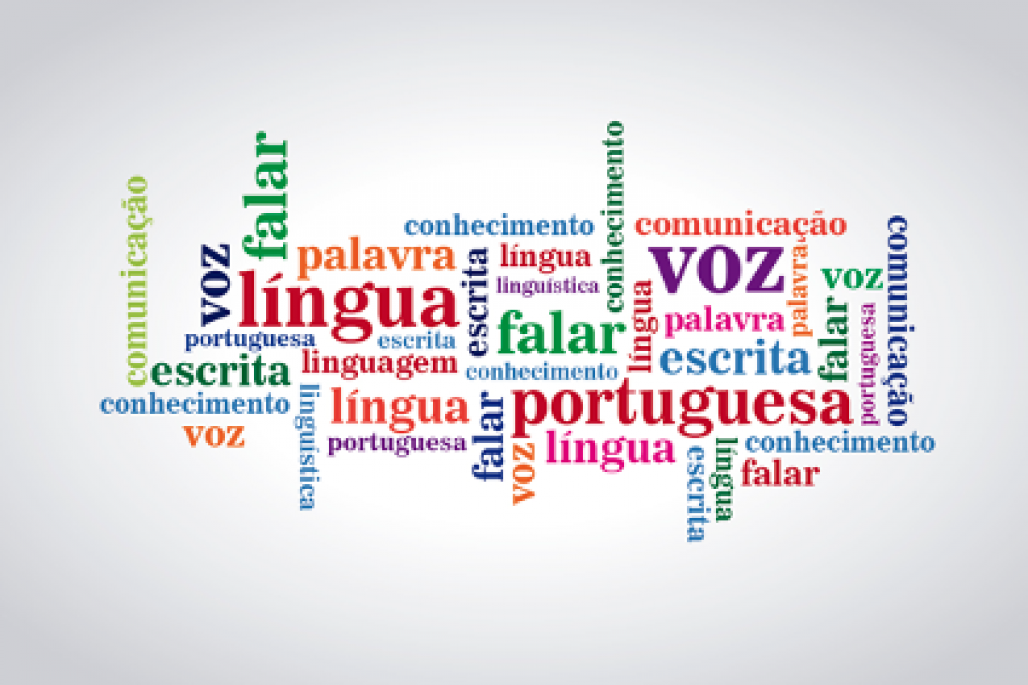 comunicação
falar
voz
palavra
língua
conhecimento
escrita
língua
linguística
conhecimento
comunicação
voz
palavra
voz
comunicação
portuguesa
escrita
falar
língua
palavra
falar
portuguesa
escrita
linguagem
conhecimento
escrita
conhecimento
língua
portuguesa
voz
linguística
portuguesa
falar
voz
língua
escrita
língua
conhecimento
falar